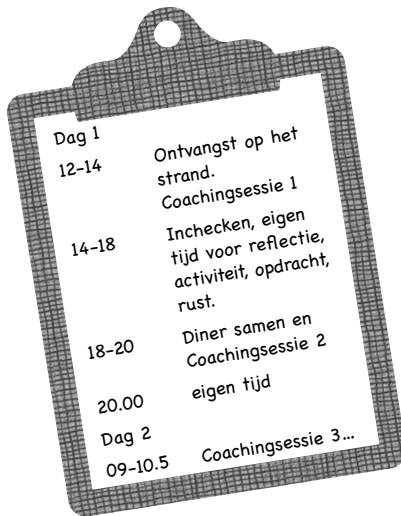 Dag 1
12-14 Ontvangst op het
strand.
Coachingsessie 1
14-18 Inchecken, eigen
tijd voor reflectie,
activiteit, opdracht,
rust.
18-20 Diner samen en
Coachingsessie 2
20.00 eigen tijd
Dag 2
09-10.5 Coachingsessie 3...